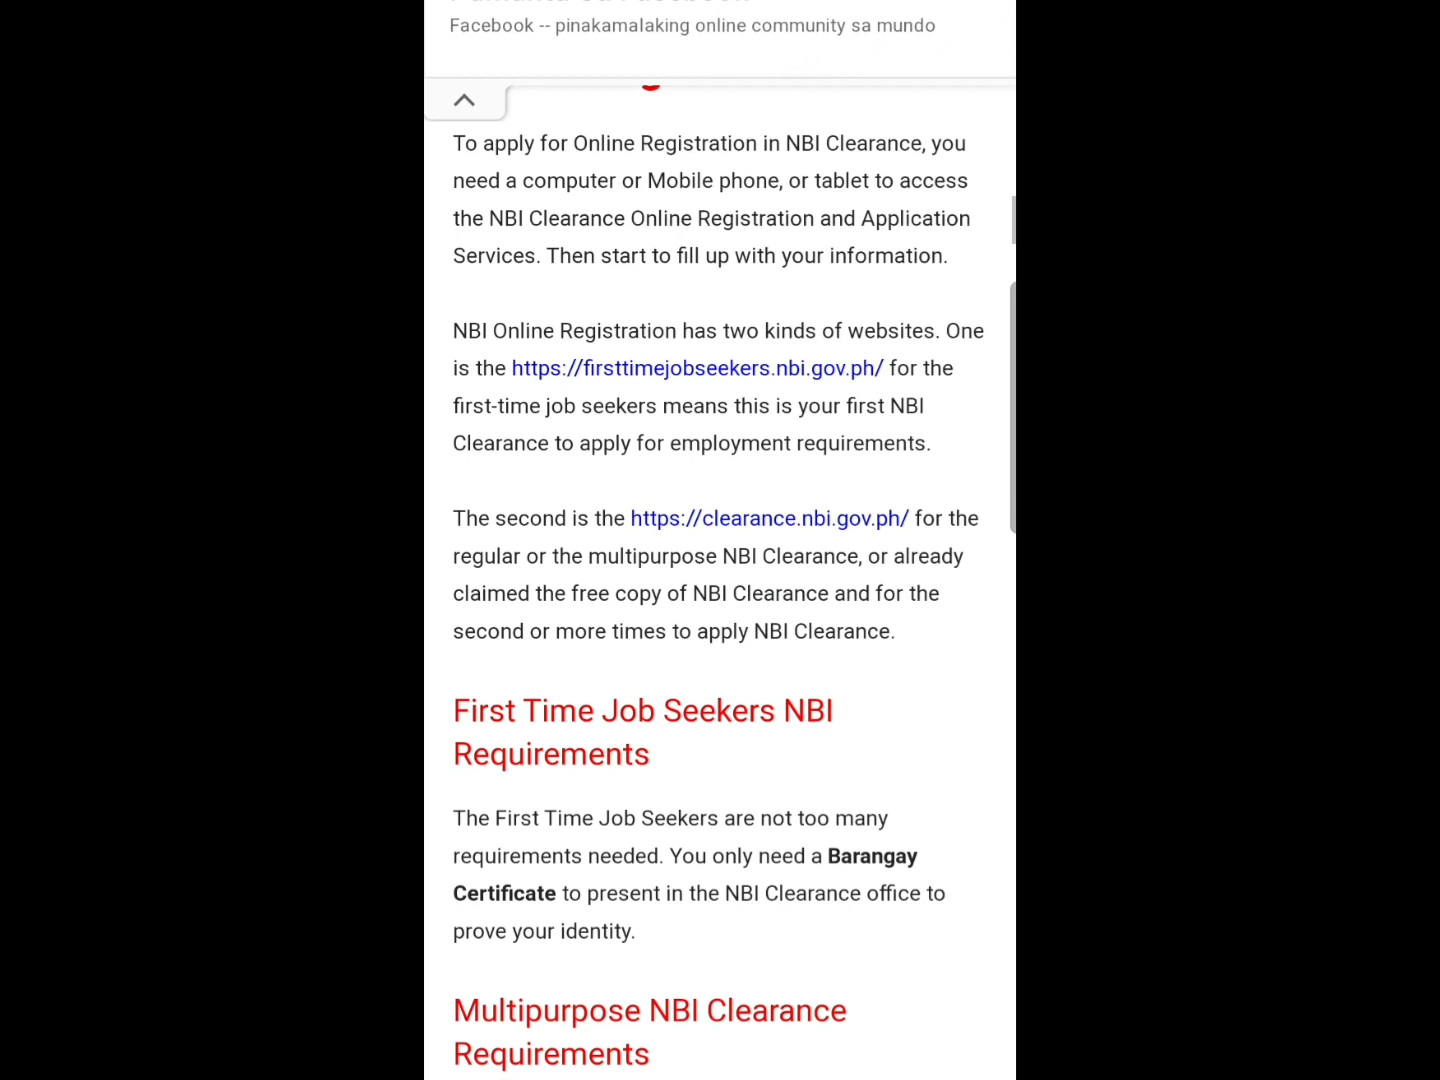 Facebook -- pinakamalaking online community sa mundo
To apply for Online Registration in NBI Clearance, you
need a computer or Mobile phone, or tablet to access
the NBI Clearance Online Registration and Application
Services. Then start to fill up with your information.
NBI Online Registration has two kinds of websites. One
is the https://firsttimejobseekers.nbi.gov.ph/ for the
first-time job seekers means this is your first NBI
Clearance to apply for employment requirements.
The second is the https://clearance.nbi.gov.ph/ for the
regular or the multipurpose NBI Clearance, or already
claimed the free copy of NBI Clearance and for the
second or more times to apply NBI Clearance.
First Time Job Seekers NBI
Requirements
The First Time Job Seekers are not too many
requirements needed. You only need a Barangay
Certificate to present in the NBI Clearance office to
prove your identity.
Multipurpose NBI Clearance
Requirements